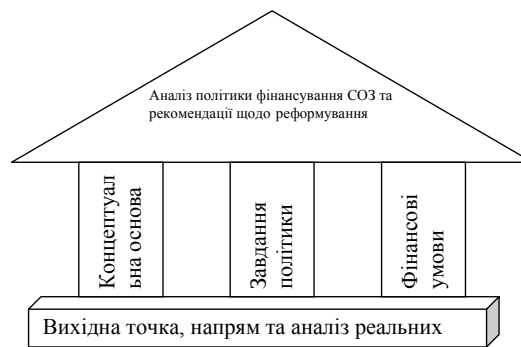 Аналіз політики фінансування СОЗ та
рекомендації щодо реформування
Концептуал
ьна основа
Завдання
політики
Фінансові
умови
Вихідна точка, напрям та аналіз реальних